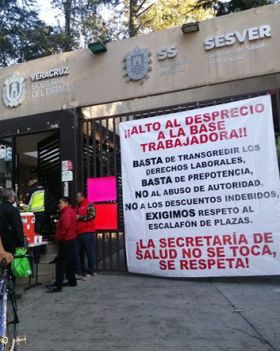 VERACRUZ
GOBIERNO
DEL ESTADO
SS
SESVER
¡¡ALTO AL DESPRECIO
A LA BASE
TRABAJADORA!!
BASTA DE TRANSGREDIR LOS
DERECHOS LABORALES,
BASTA DE PREPOTENCIA,
NO AL ABUSO DE AUTORIDAD,
NO A LOS DESCUENTOS INDEBIDOS,
EXIGIMOS RESPETO AL
ESCALAFÓN DE PLAZAS.
¡LA SECRETARÍA DE
SALUD NO SE TOCA,
SE RESPETA!